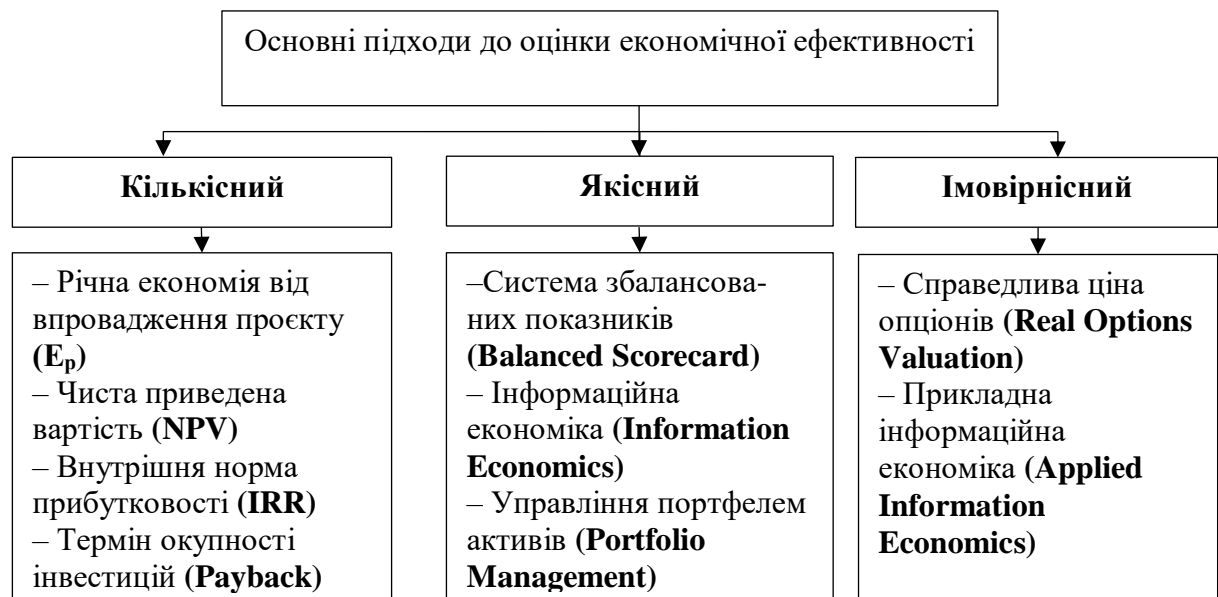 Основні підходи до оцінки економічної ефективності
Кількісний
– Річна економія від
впровадження проєкту
(Eр)
– Чиста приведена
вартість (NPV)
– Внутрішня норма
прибутковості (IRR)
– Термін окупності
інвестицій (Payback)
Якісний
–Система збалансова-
них показників
(Balanced Scorecard)
– Інформаційна
економіка (Information
Economics)
– Управління портфелем
активів (Portfolio
Management)
Імовірнісний
– Справедлива ціна
опціонів (Real Options
Valuation)
– Прикладна
інформаційна
економіка (Applied
Information
Economics)